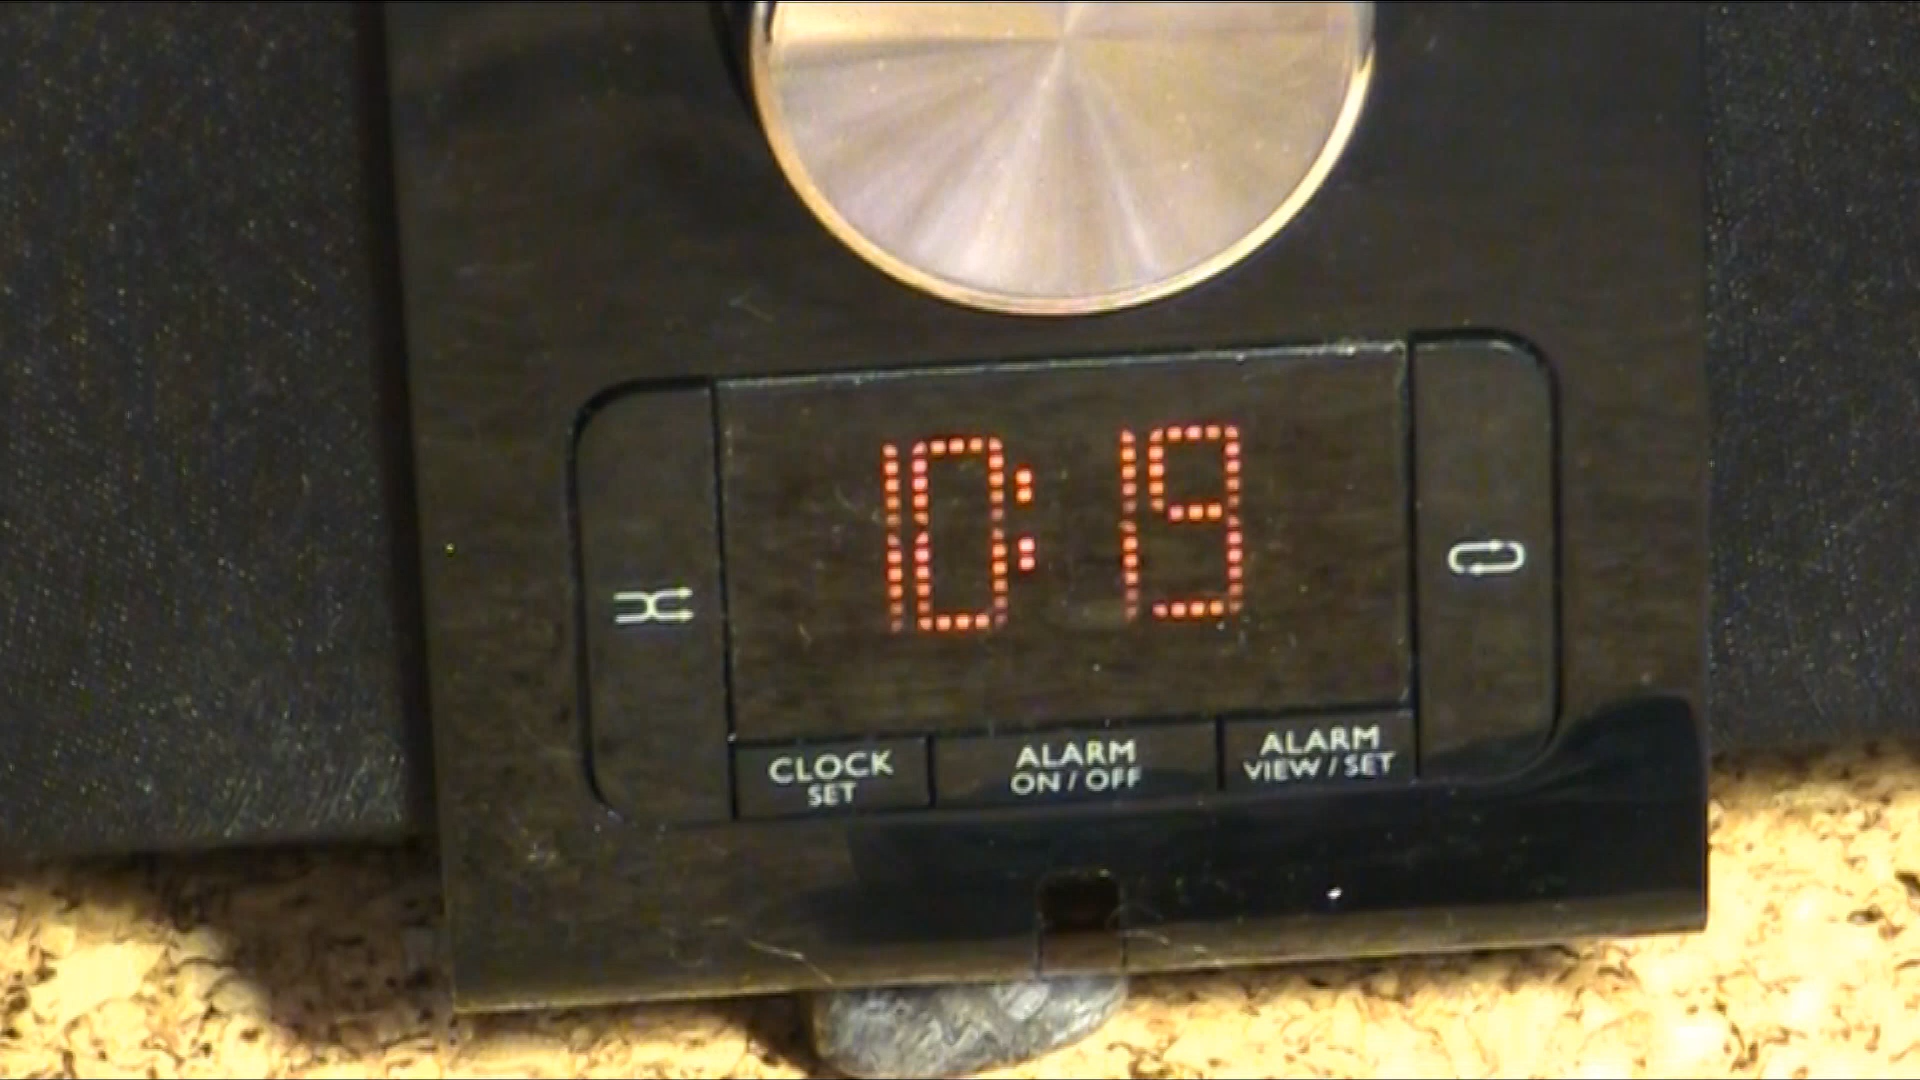 10:19
CLOCK
SET
ALARM
ON / OFF
ALARM
VIEW / SET